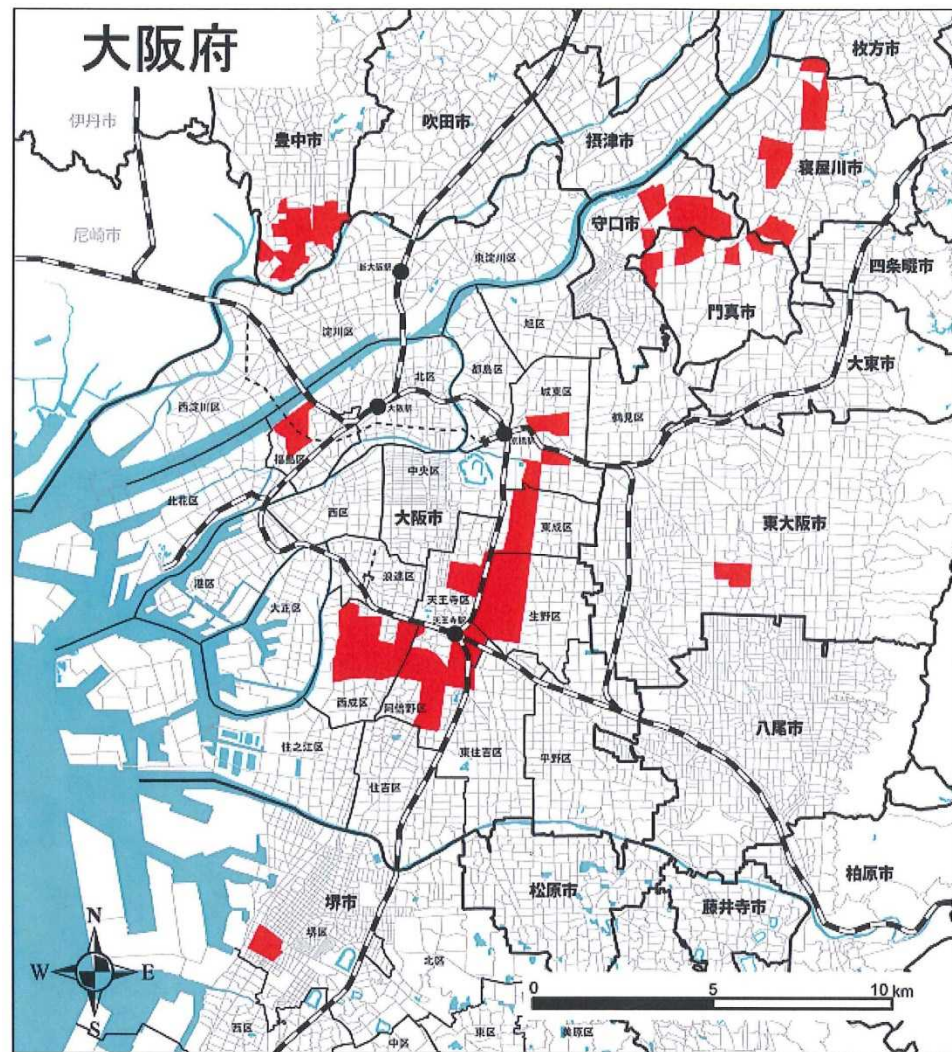 大阪府
枚方市
伊丹市
豊中市
吹田市
摂津市
寝屋川市
尼崎市
守口市
四条畷市
新大阪駅
東淀川区
門真市
淀川区
旭区
大東市
北区
都島区
城東区
西淀川区
大阪駅
鶴見区
京橋駅
福島区
中央区
此花区
西区
大阪市
東成区
東大阪市
港区
浪速区
大正区
天王寺区
生野区
天王寺駅
西成区
阿倍野区
住之江区
東住吉区
平野区
八尾市
住吉区
堺市
松原市
藤井寺市
柏原市
堺区
北区
N
W
E
S
0
5
10 km
西区
中区
東区
美原区